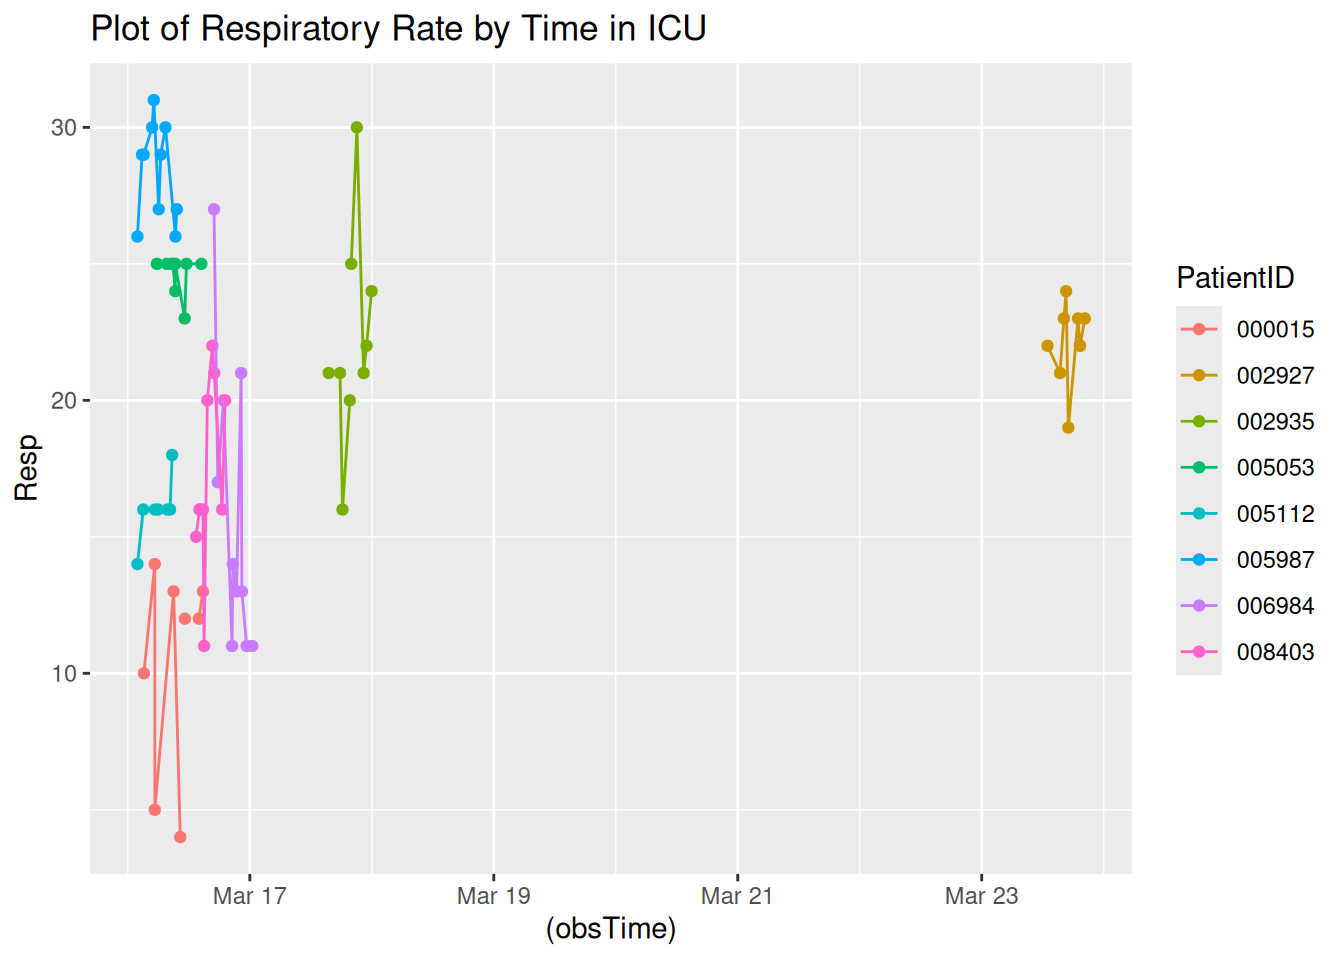 Plot of Respiratory Rate by Time in ICU
Resp
30
20
10
Mar 17
Mar 19
Mar 21
Mar 23
(obsTime)
PatientID
000015
002927
002935
005053
005112
005987
006984
008403